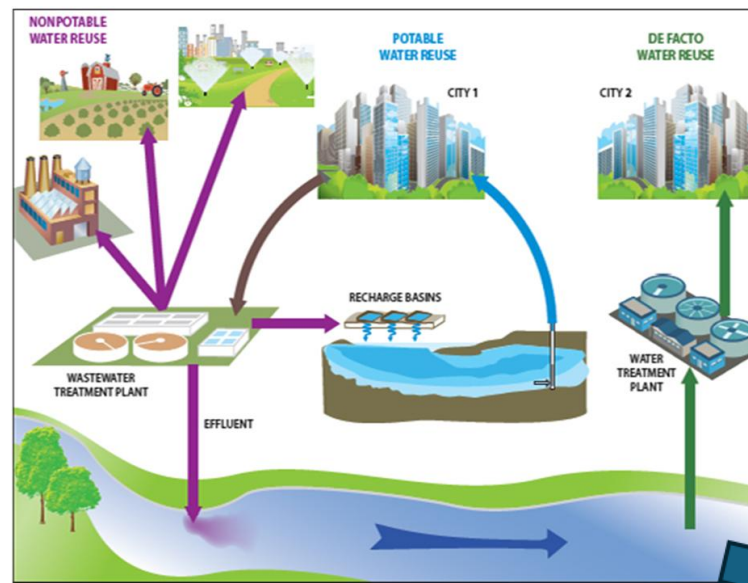 NONPOTABLE
WATER REUSE
POTABLE
WATER REUSE
DE FACTO
WATER REUSE
CITY 1
CITY 2
RECHARGE BASINS
WASTEWATER
TREATMENT PLANT
WATER
TREATMENT
PLANT
EFFLUENT